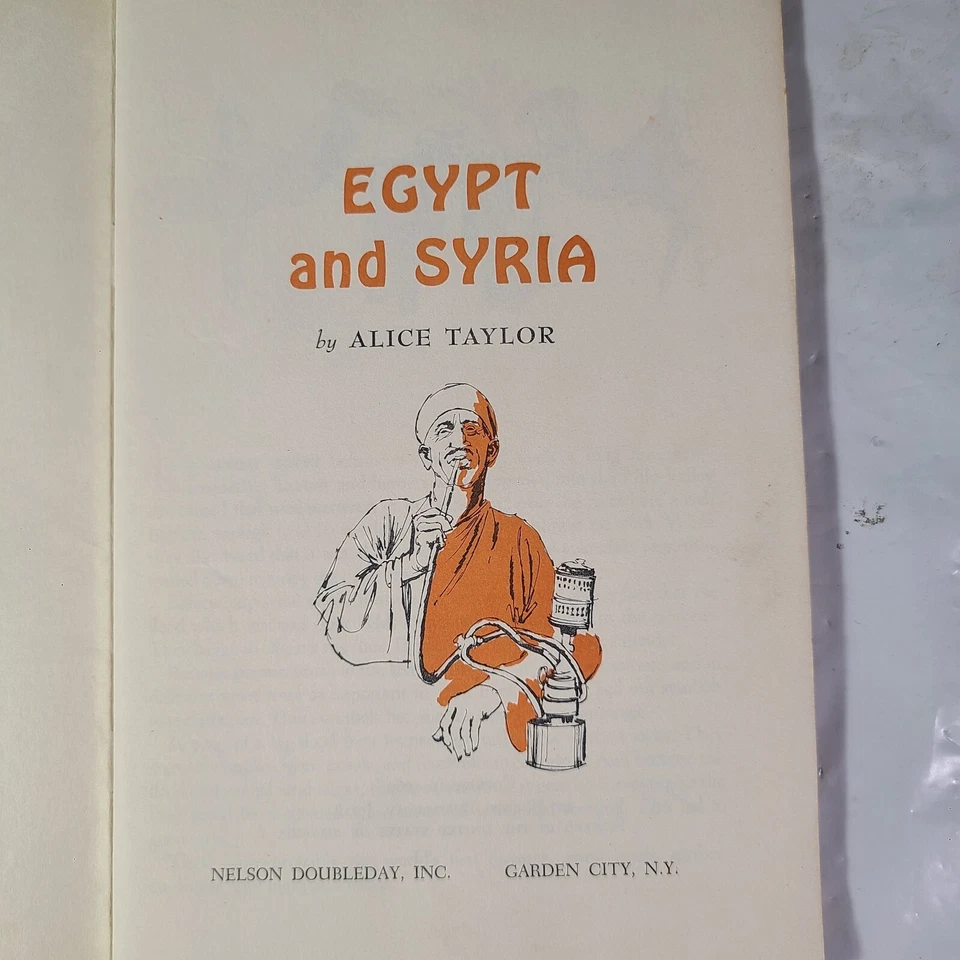 EGYPT
and SYRIA
by ALICE TAYLOR
NELSON DOUBLEDAY, INC. GARDEN CITY, N.Y.